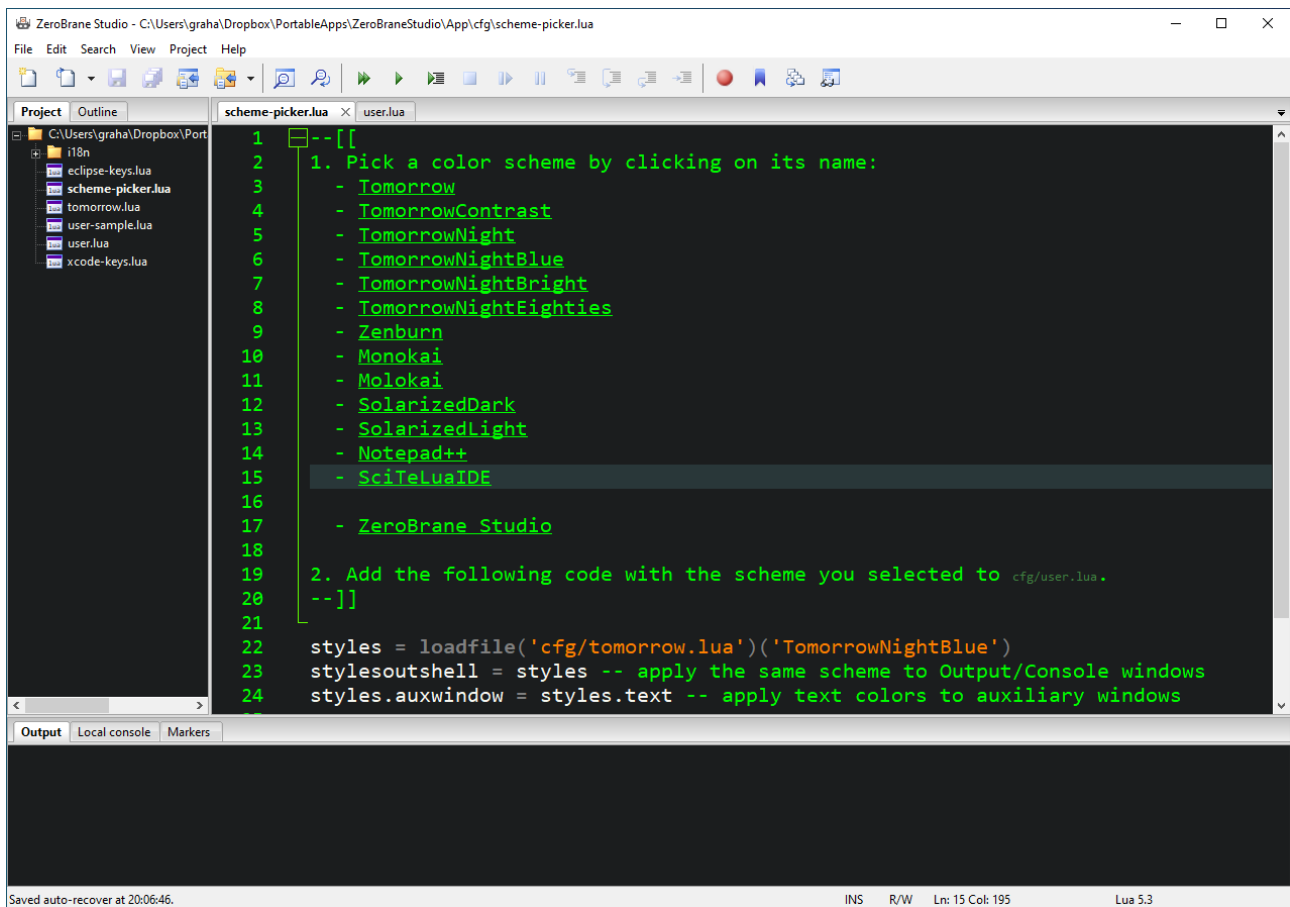 ZeroBrane Studio - C:\Users\graha\Dropbox\PortableApps\ZeroBraneStudio\App\cfg\scheme-picker.lua
File Edit Search View Project Help
Project Outline
scheme-picker.lua user.lua
C:\Users\graha\Dropbox\Port
i18n
eclipse-keys.lua
scheme-picker.lua
tomorrow.lua
user-sample.lua
user.lua
xcode-keys.lua
1 --[[
2 1. Pick a color scheme by clicking on its name:
3 - Tomorrow
4 - TomorrowContrast
5 - TomorrowNight
6 - TomorrowNightBlue
7 - TomorrowNightBright
8 - TomorrowNightEighties
9 - Zenburn
10 - Monokai
11 - Molokai
12 - SolarizedDark
13 - SolarizedLight
14 - Notepad++
15 - SciTeLuaIDE
16
17 - ZeroBrane Studio
18
19 2. Add the following code with the scheme you selected to cfg/user.lua.
20 --]]
21
22 styles = loadfile('cfg/tomorrow.lua')('TomorrowNightBlue')
23 stylesoutshell = styles -- apply the same scheme to Output/Console windows
24 styles.auxwindow = styles.text -- apply text colors to auxiliary windows
Output Local console Markers
Saved auto-recover at 20:06:46. INS R/W Ln: 15 Col: 195 Lua 5.3